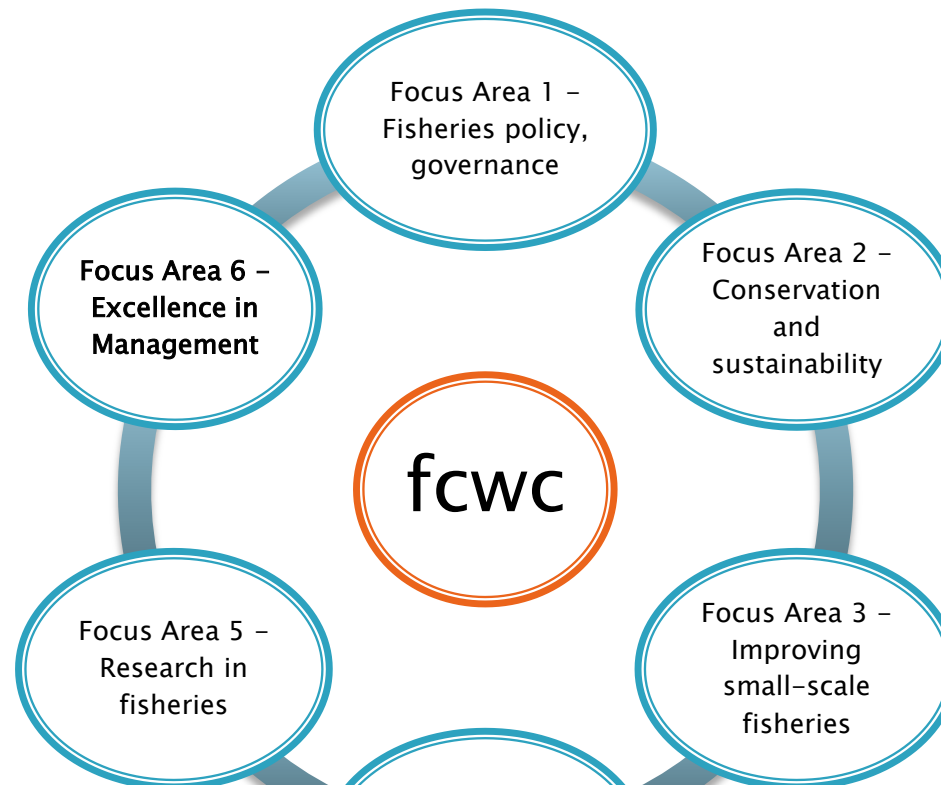 Focus Area 1 –
Fisheries policy,
governance
Focus Area 2 –
Conservation
and
sustainability
Focus Area 3 –
Improving
small–scale
fisheries
Focus Area 5 –
Research in
fisheries
Focus Area 6 –
Excellence in
Management
fcwc